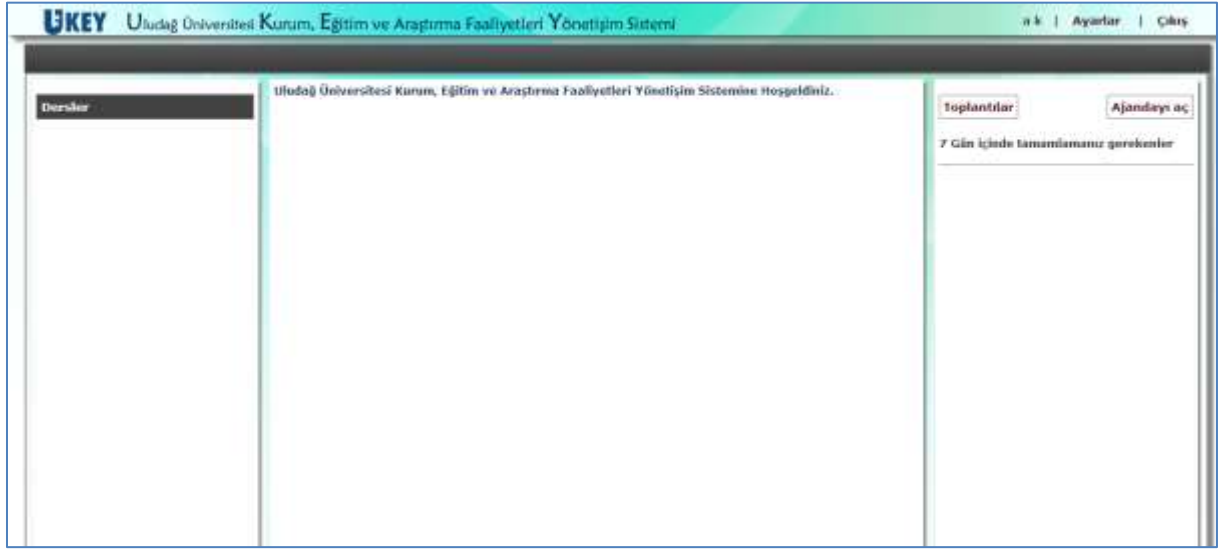 ÜKEY Uludağ Üniversitesi Kurum, Eğitim ve Araştırma Faaliyetleri Yönetişim Sistemi
a k | Ayarlar | Çıkış
Dersler
Uludağ Üniversitesi Kurum, Eğitim ve Araştırma Faaliyetleri Yönetişim Sistemine Hoşgeldiniz.
Toplantılar
Ajandayı aç
7 Gün içinde tamamlamanız gerekenler